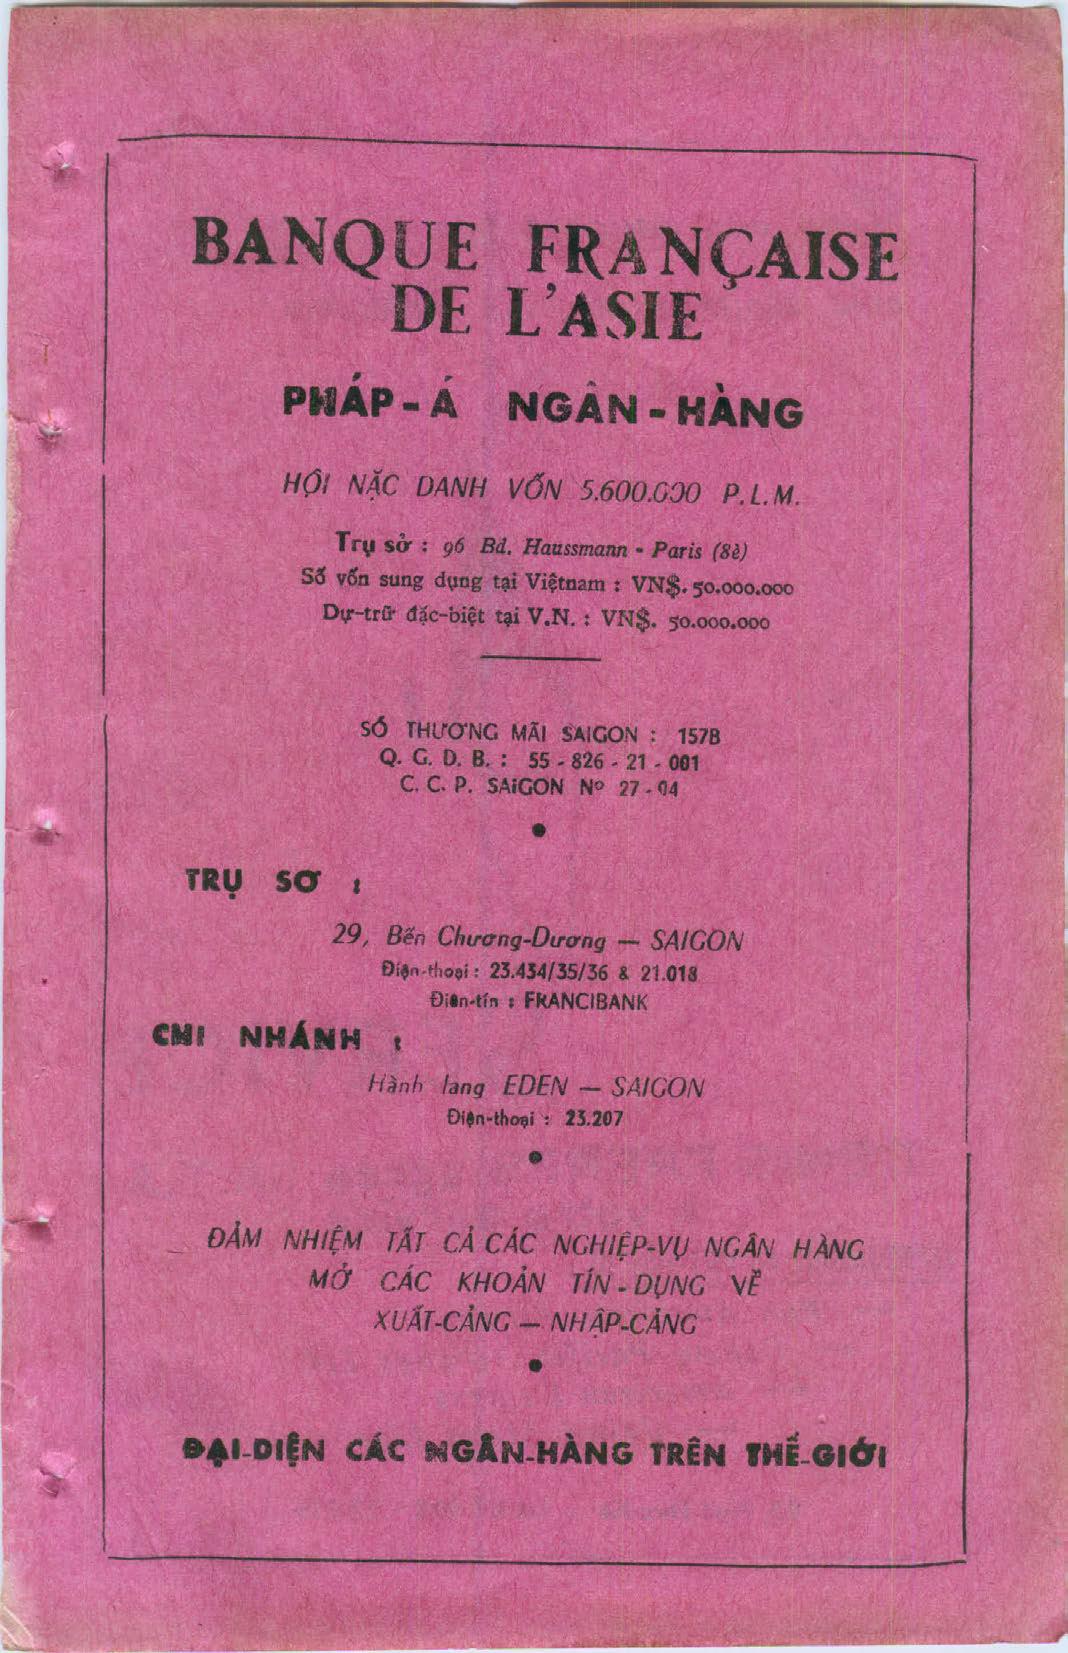 BANQUE FRANÇAISE
DE L'ASIE
PHÁP-Á NGÂN-HÀNG
HỘI NẶC DANH VỐN 5.600.000 P.L.M.
Trụ sở : 96 Bd. Haussmann - Paris (8è)
Số vốn sung dụng tại Việtnam : VN$. 50.000.000
Dự-trữ đặc-biệt tại V.N. : VN$. 50.000.000
SỐ THƯƠNG MÃI SAIGON : 157B
Q. G. D. B. : 55 - 826 - 21 - 001
C. C. P. SAIGON Nº 27 - 04
TRỤ SƠ :
29, Bến Chương-Dương — SAIGON
Điện-thoại : 23.434/35/36 & 21.018
Điện-tín : FRANCIBANK
CHI NHÁNH :
Hành lang EDEN — SAIGON
Điện-thoại : 23.207
ĐẢM NHIỆM TẤT CẢ CÁC NGHIỆP-VỤ NGÂN HÀNG
MỞ CÁC KHOẢN TÍN-DỤNG VỀ
XUẤT-CẢNG — NHẬP-CẢNG
ĐẠI-DIỆN CÁC NGÂN-HÀNG TRÊN THẾ-GIỚI